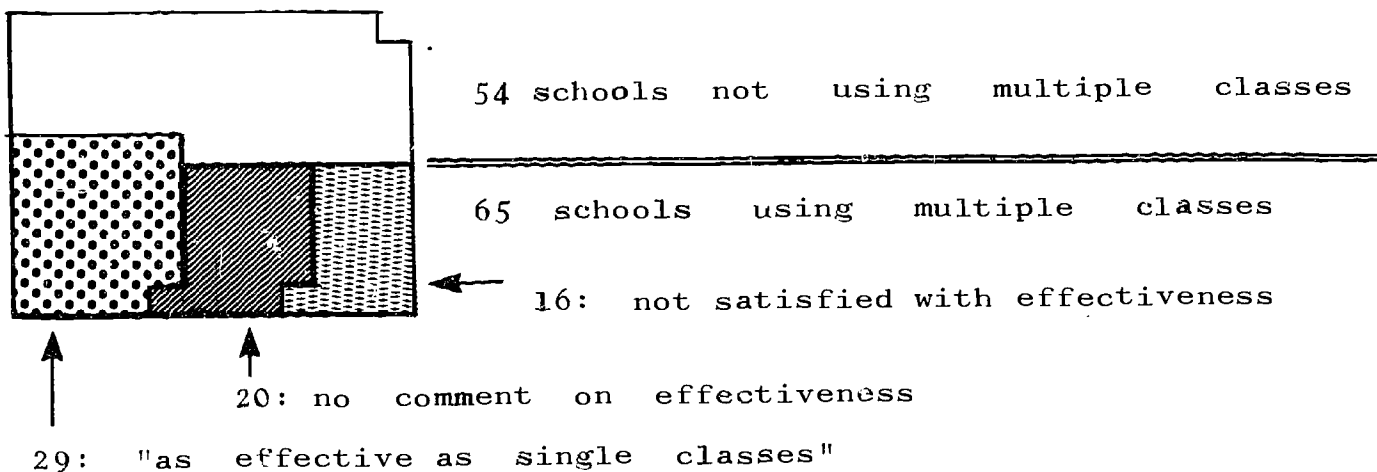 54 schools not using multiple classes
65 schools using multiple classes
16: not satisfied with effectiveness
20: no comment on effectiveness
29: "as effective as single classes"